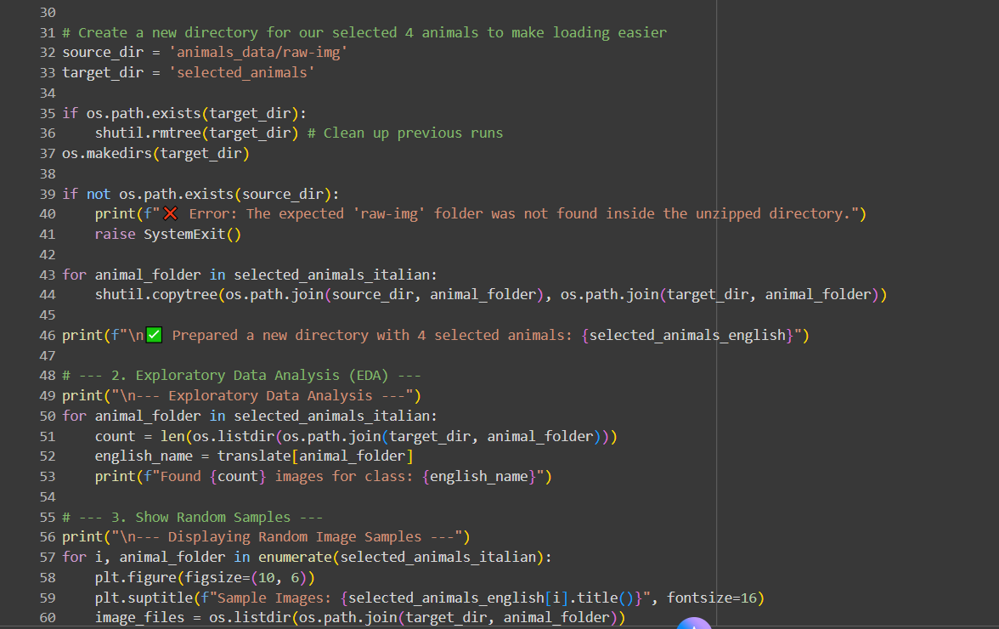 30
31 # Create a new directory for our selected 4 animals to make loading easier
32 source_dir = 'animals_data/raw-img'
33 target_dir = 'selected_animals'
34
35 if os.path.exists(target_dir):
36     shutil.rmtree(target_dir) # Clean up previous runs
37 os.makedirs(target_dir)
38
39 if not os.path.exists(source_dir):
40     print(f"❌ Error: The expected 'raw-img' folder was not found inside the unzipped directory.")
41     raise SystemExit()
42
43 for animal_folder in selected_animals_italian:
44     shutil.copytree(os.path.join(source_dir, animal_folder), os.path.join(target_dir, animal_folder))
45
46 print(f"\n✅ Prepared a new directory with 4 selected animals: {selected_animals_english}")
47
48 # --- 2. Exploratory Data Analysis (EDA) ---
49 print("\n--- Exploratory Data Analysis ---")
50 for animal_folder in selected_animals_italian:
51     count = len(os.listdir(os.path.join(target_dir, animal_folder)))
52     english_name = translate[animal_folder]
53     print(f"Found {count} images for class: {english_name}")
54
55 # --- 3. Show Random Samples ---
56 print("\n--- Displaying Random Image Samples ---")
57 for i, animal_folder in enumerate(selected_animals_italian):
58     plt.figure(figsize=(10, 6))
59     plt.suptitle(f"Sample Images: {selected_animals_english[i].title()}", fontsize=16)
60     image_files = os.listdir(os.path.join(target_dir, animal_folder))